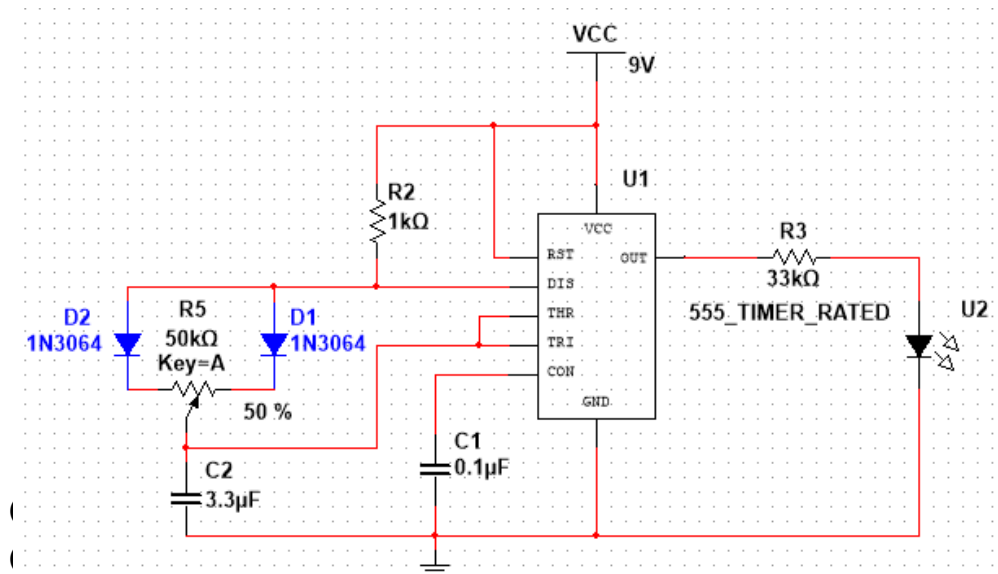 VCC
9V
R2
1kΩ
U1
VCC
RST
OUT
DIS
THR
TRI
CON
GND
R3
33kΩ
555_TIMER_RATED
U2
D2
1N3064
R5
50kΩ
Key=A
50 %
D1
1N3064
C2
3.3µF
C1
0.1µF